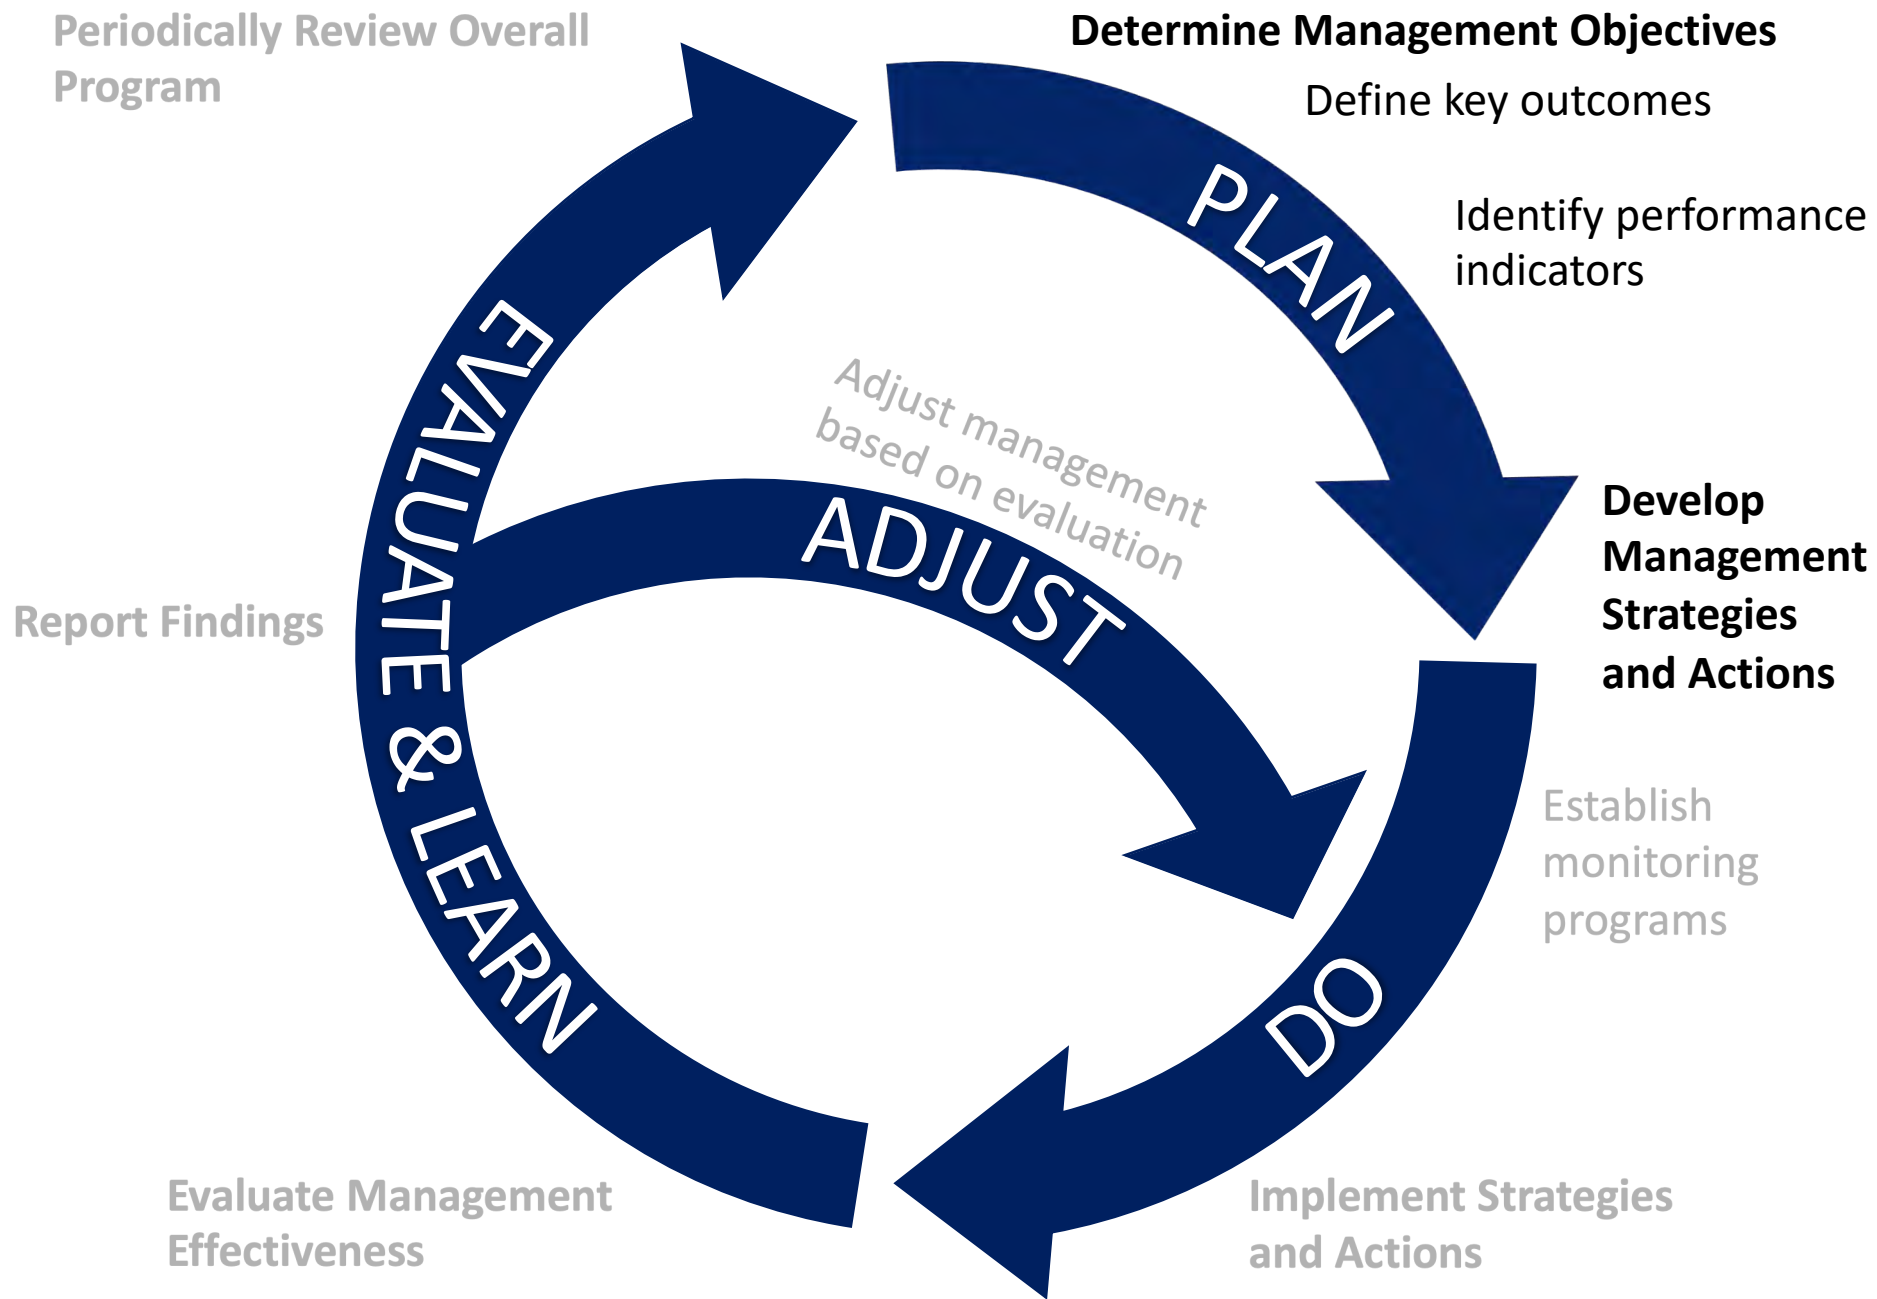 Periodically Review Overall
Program
Determine Management Objectives
Define key outcomes
PLAN
Identify performance
indicators
EVALUATE & LEARN
Adjust management
based on evaluation
ADJUST
Develop
Management
Strategies
and Actions
Report Findings
Establish
monitoring
programs
DO
Evaluate Management
Effectiveness
Implement Strategies
and Actions